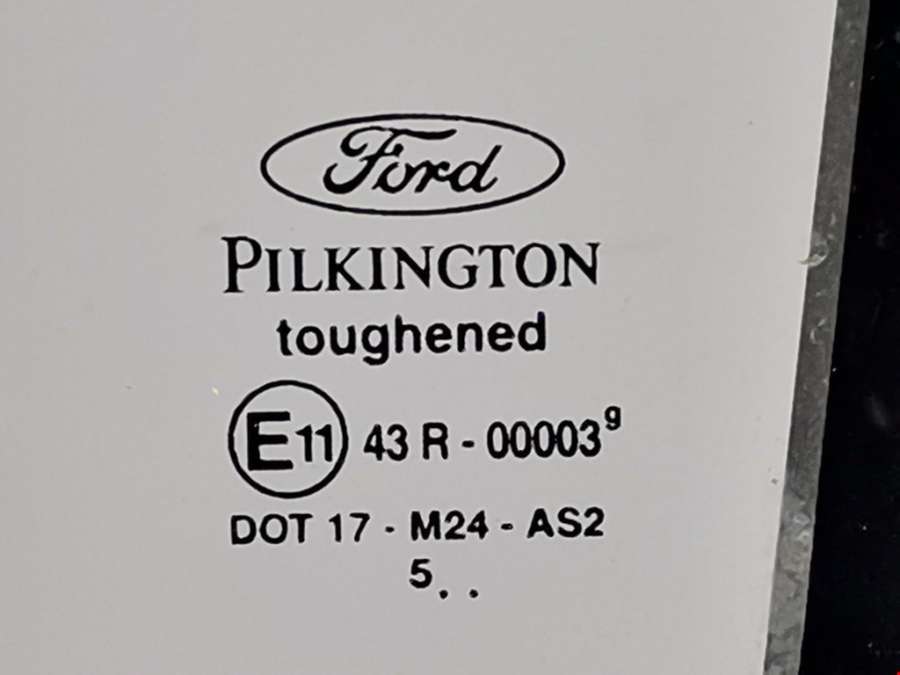 Ford
PILKINGTON
toughened
E11 43 R - 00003⁹
DOT 17 - M24 - AS2
5..